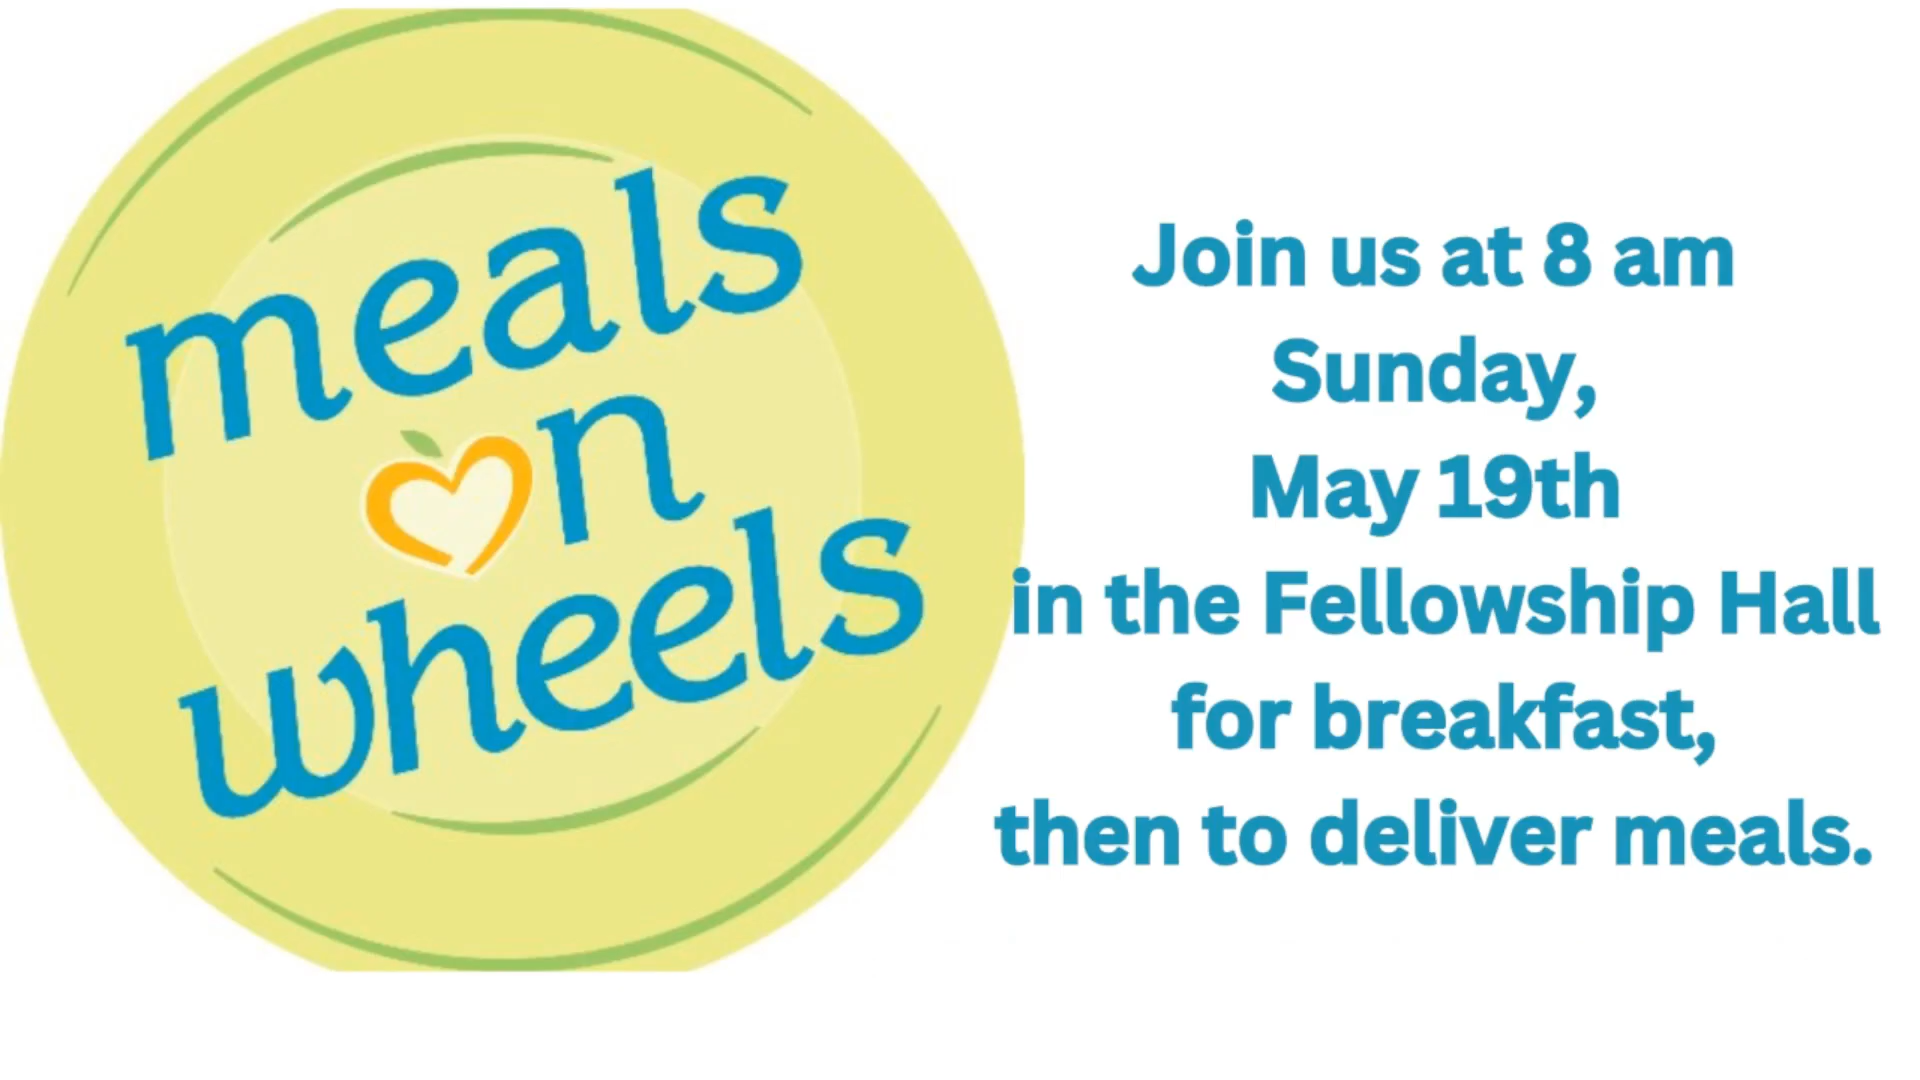 meals
on
wheels
Join us at 8 am
Sunday,
May 19th
in the Fellowship Hall
for breakfast,
then to deliver meals.